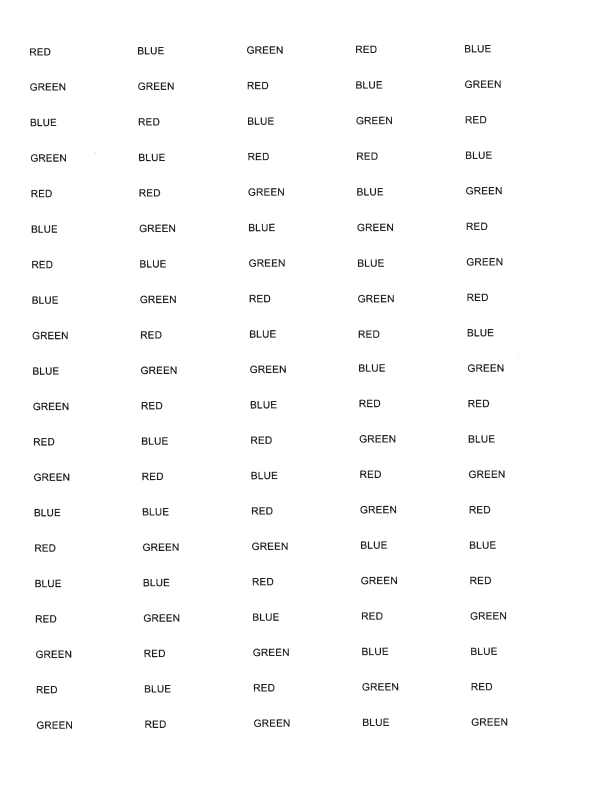 RED BLUE GREEN RED BLUE
GREEN GREEN RED BLUE GREEN
BLUE RED BLUE GREEN RED
GREEN BLUE RED RED BLUE
RED RED GREEN BLUE GREEN
BLUE GREEN BLUE GREEN RED
RED BLUE GREEN BLUE GREEN
BLUE GREEN RED GREEN RED
GREEN RED BLUE RED BLUE
BLUE GREEN GREEN BLUE GREEN
GREEN RED BLUE RED RED
RED BLUE RED GREEN BLUE
GREEN RED BLUE RED GREEN
BLUE BLUE RED GREEN RED
RED GREEN GREEN BLUE BLUE
BLUE BLUE RED GREEN RED
RED GREEN BLUE RED GREEN
GREEN RED GREEN BLUE BLUE
RED BLUE RED GREEN RED
GREEN RED GREEN BLUE GREEN